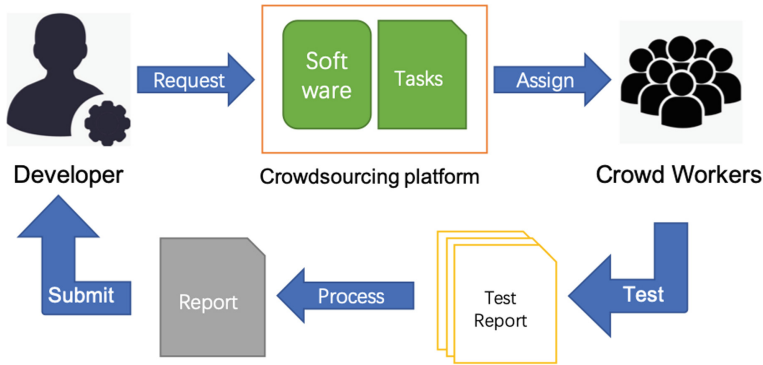 Request
Soft
ware
Tasks
Assign
Developer
Crowdsourcing platform
Crowd Workers
Submit
Report
Process
Test
Report
Test